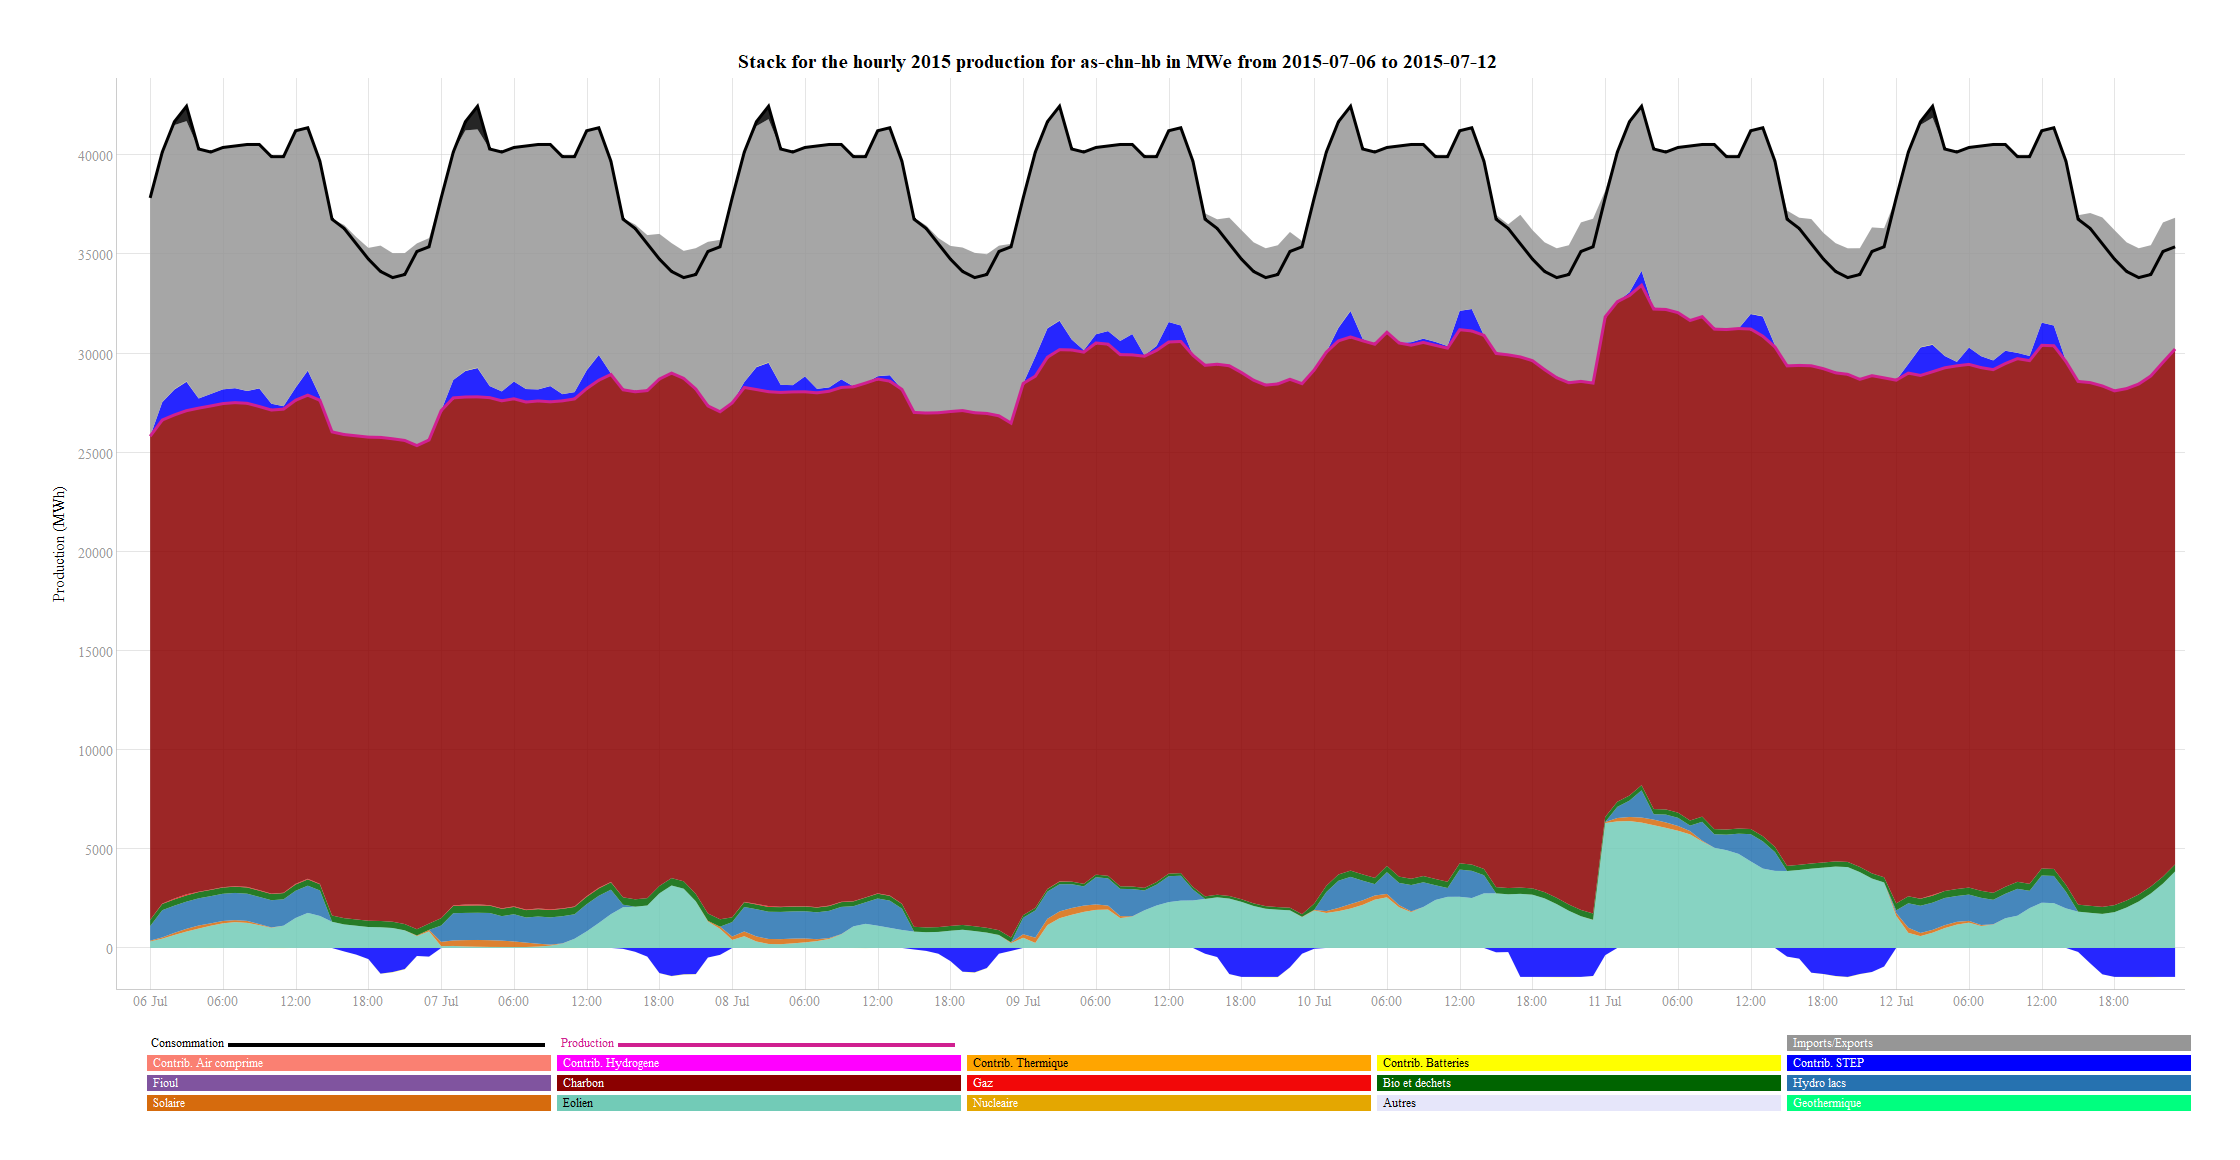 Stack for the hourly 2015 production for as-chn-hb in MWe from 2015-07-06 to 2015-07-12
Production (MWh)
40000
35000
30000
25000
20000
15000
10000
5000
0
06 Jul 06:00 12:00 18:00 07 Jul 06:00 12:00 18:00 08 Jul 06:00 12:00 18:00 09 Jul 06:00 12:00 18:00 10 Jul 06:00 12:00 18:00 11 Jul 06:00 12:00 18:00 12 Jul 06:00 12:00 18:00
Consommation Production Imports/Exports
Contrib. Air comprime Contrib. Hydrogene Contrib. Thermique Contrib. Batteries Contrib. STEP
Fioul Charbon Gaz Bio et dechets Hydro lacs
Solaire Eolien Nucleaire Autres Geothermique